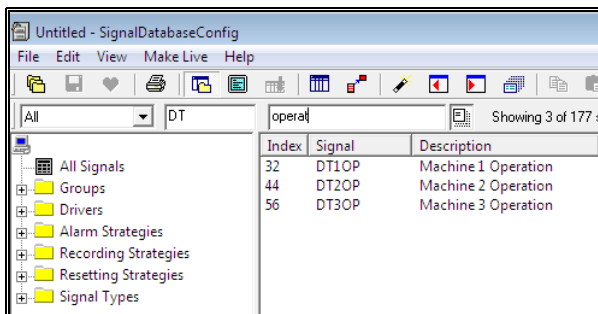 Untitled - SignalDatabaseConfig
File Edit View Make Live Help
All DT operat Showing 3 of 177
Index Signal Description
32 DT1OP Machine 1 Operation
44 DT2OP Machine 2 Operation
56 DT3OP Machine 3 Operation
All Signals
Groups
Drivers
Alarm Strategies
Recording Strategies
Resetting Strategies
Signal Types